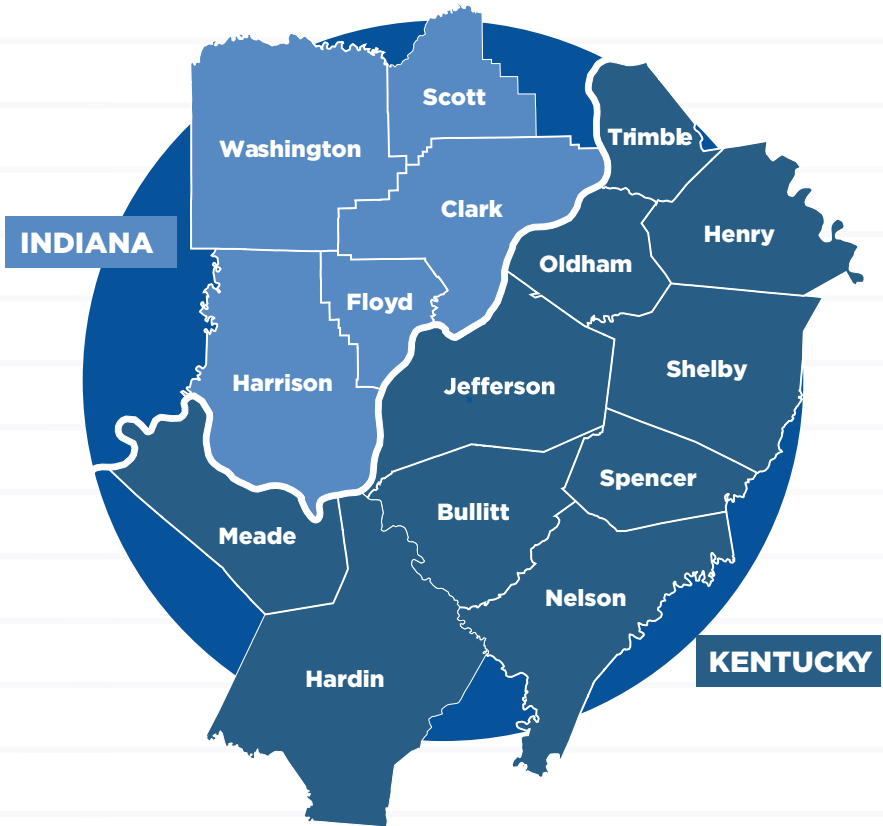 Scott
Trimble
Washington
Clark
Henry
INDIANA
Oldham
Floyd
Shelby
Harrison
Jefferson
Spencer
Bullitt
Meade
Nelson
KENTUCKY
Hardin